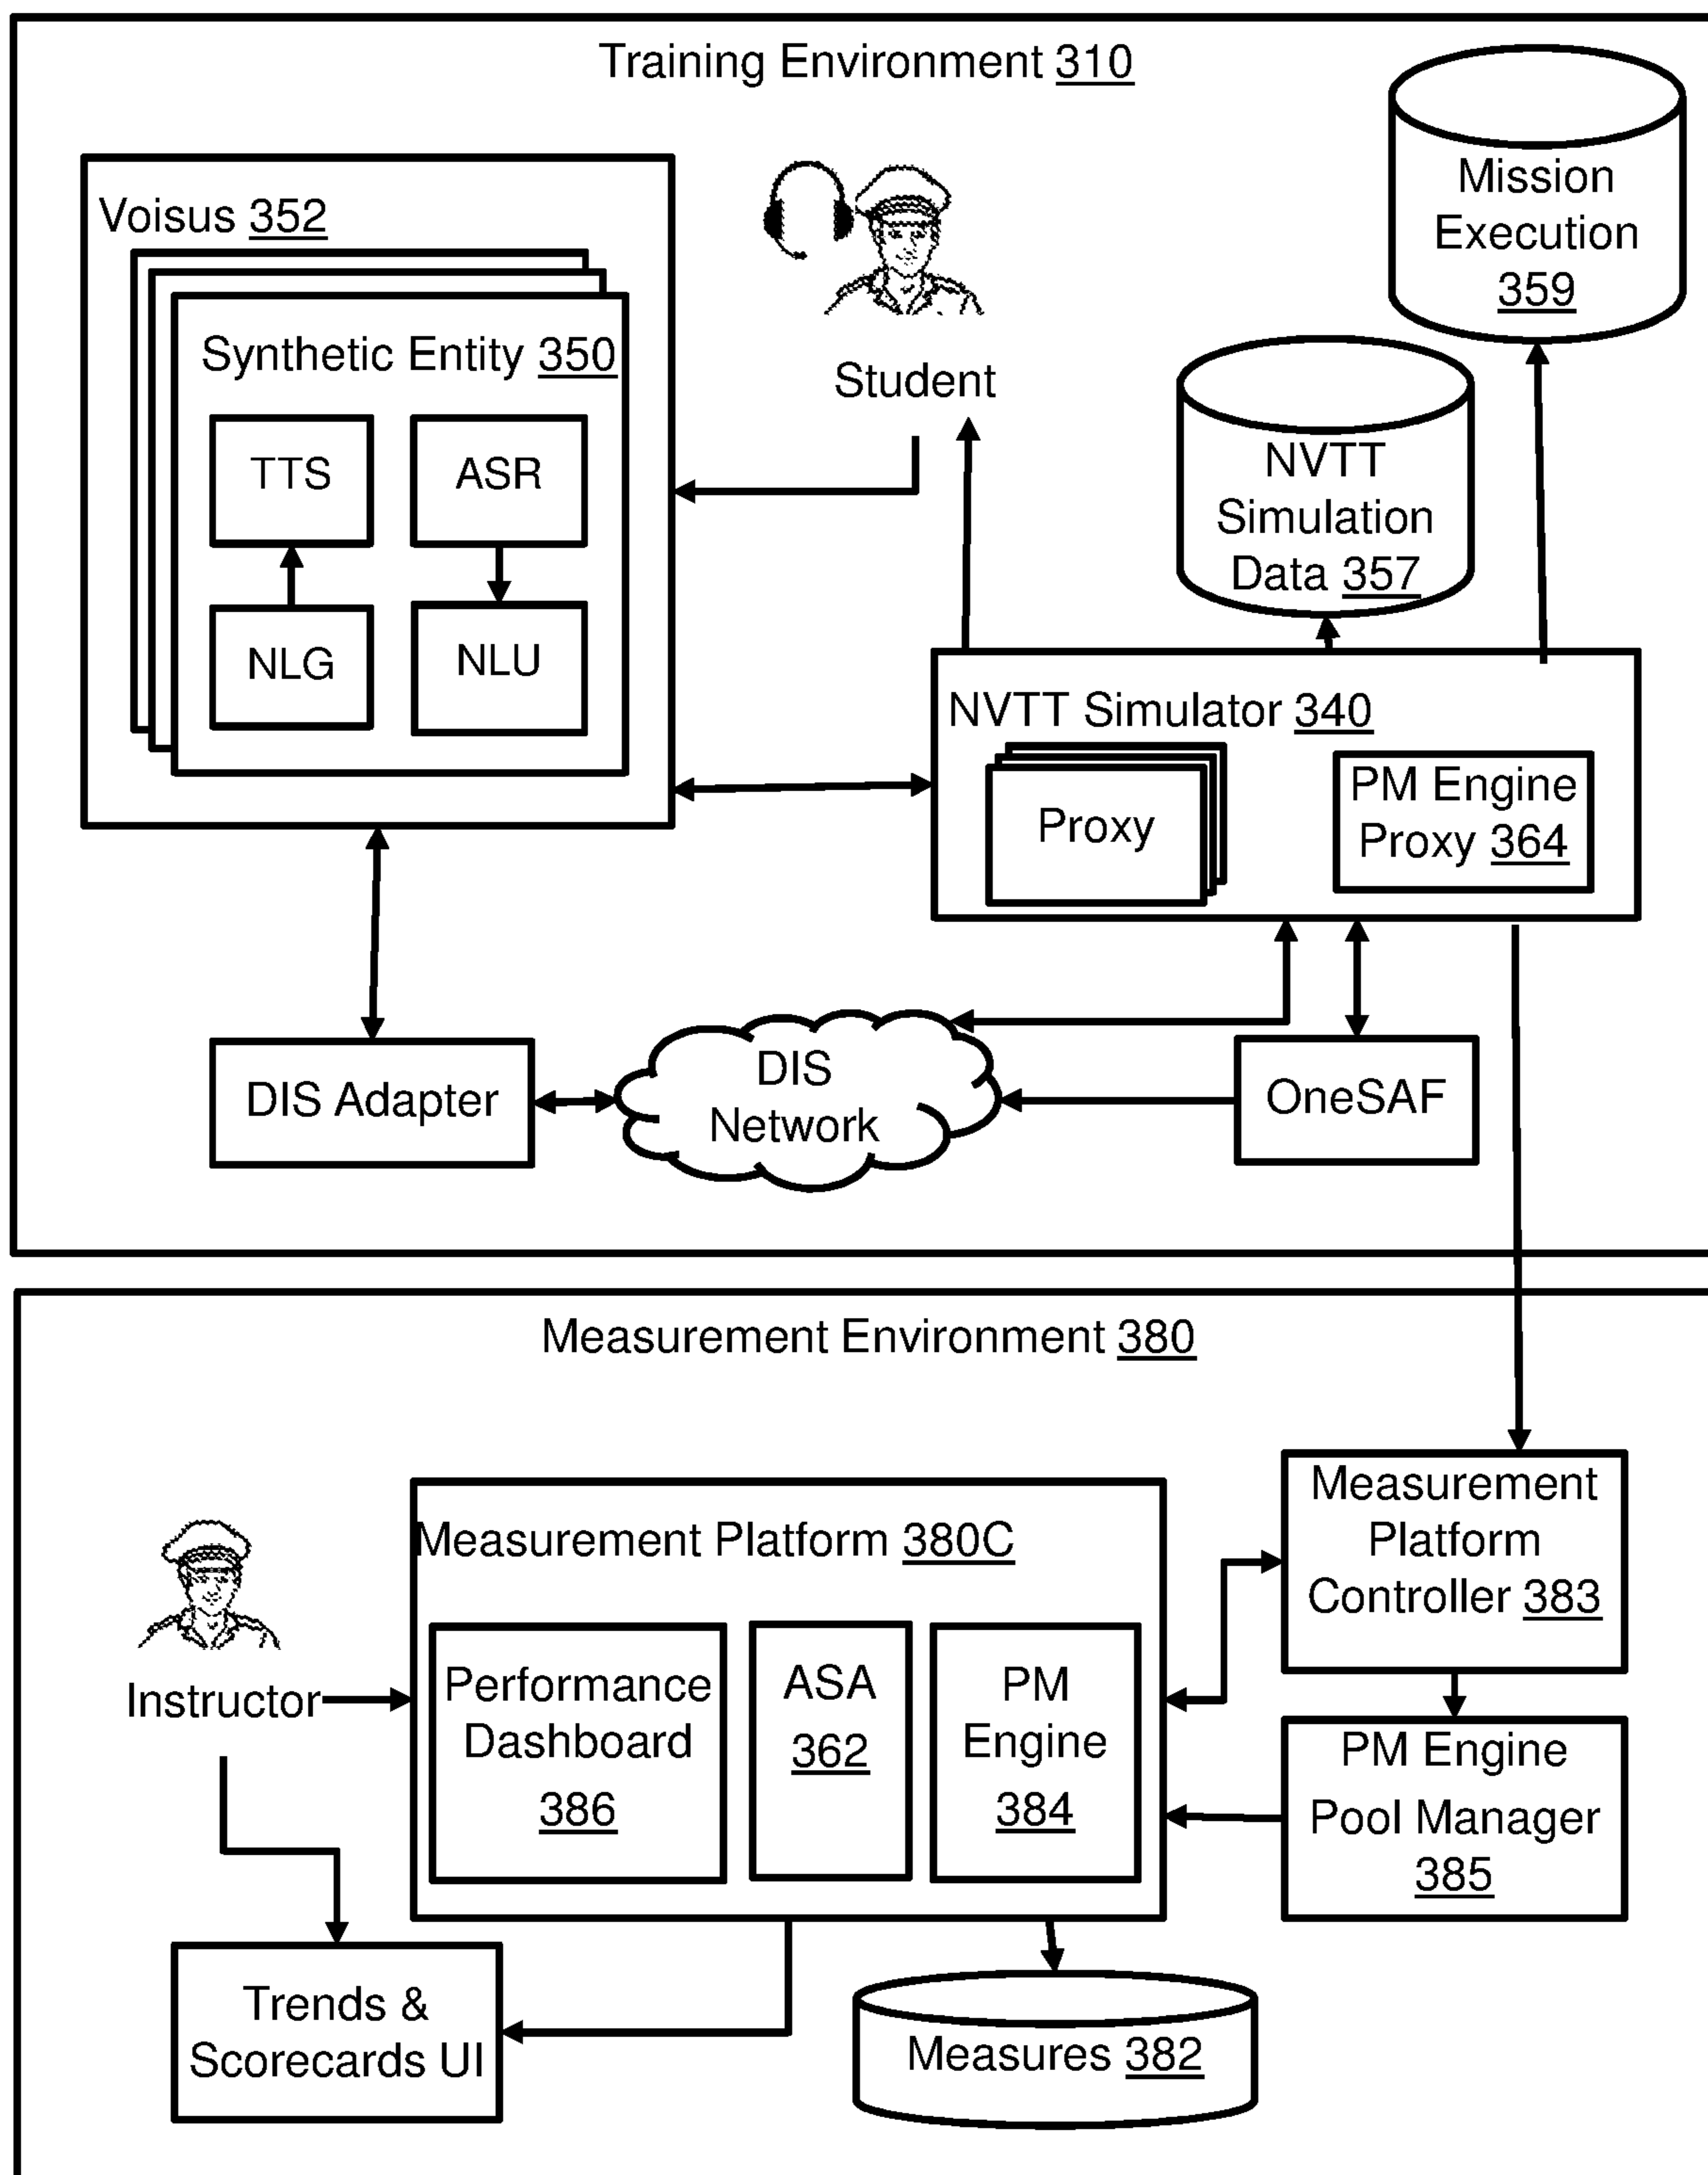 Training Environment 310
Mission
Execution
359
Voisus 352
Synthetic Entity 350
TTS
ASR
NLG
NLU
Student
NVTT
Simulation
Data 357
NVTT Simulator 340
Proxy
PM Engine
Proxy 364
DIS Adapter
DIS
Network
OneSAF
Measurement Environment 380
Measurement
Platform
Controller 383
Measurement Platform 380C
Instructor
Performance
Dashboard
386
ASA
362
PM
Engine
384
PM Engine
Pool Manager
385
Trends &
Scorecards UI
Measures 382